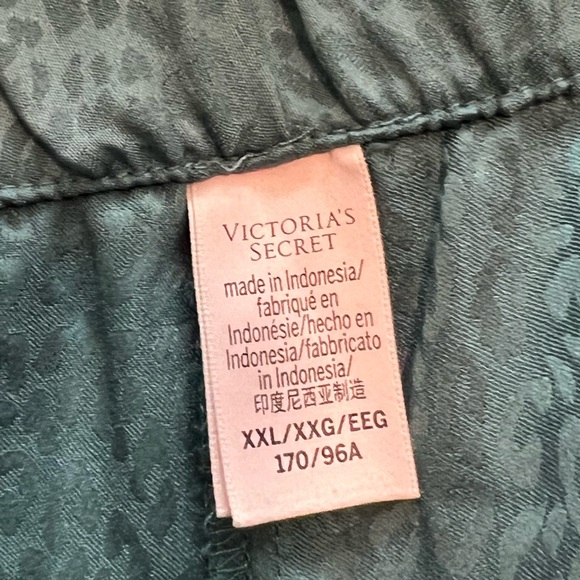 VICTORIA'S
SECRET
made in Indonesia/
fabriqué en
Indonésie/hecho en
Indonesia/fabbricato
in Indonesia/
印度尼西亚制造
XXL/XXG/EEG
170/96A